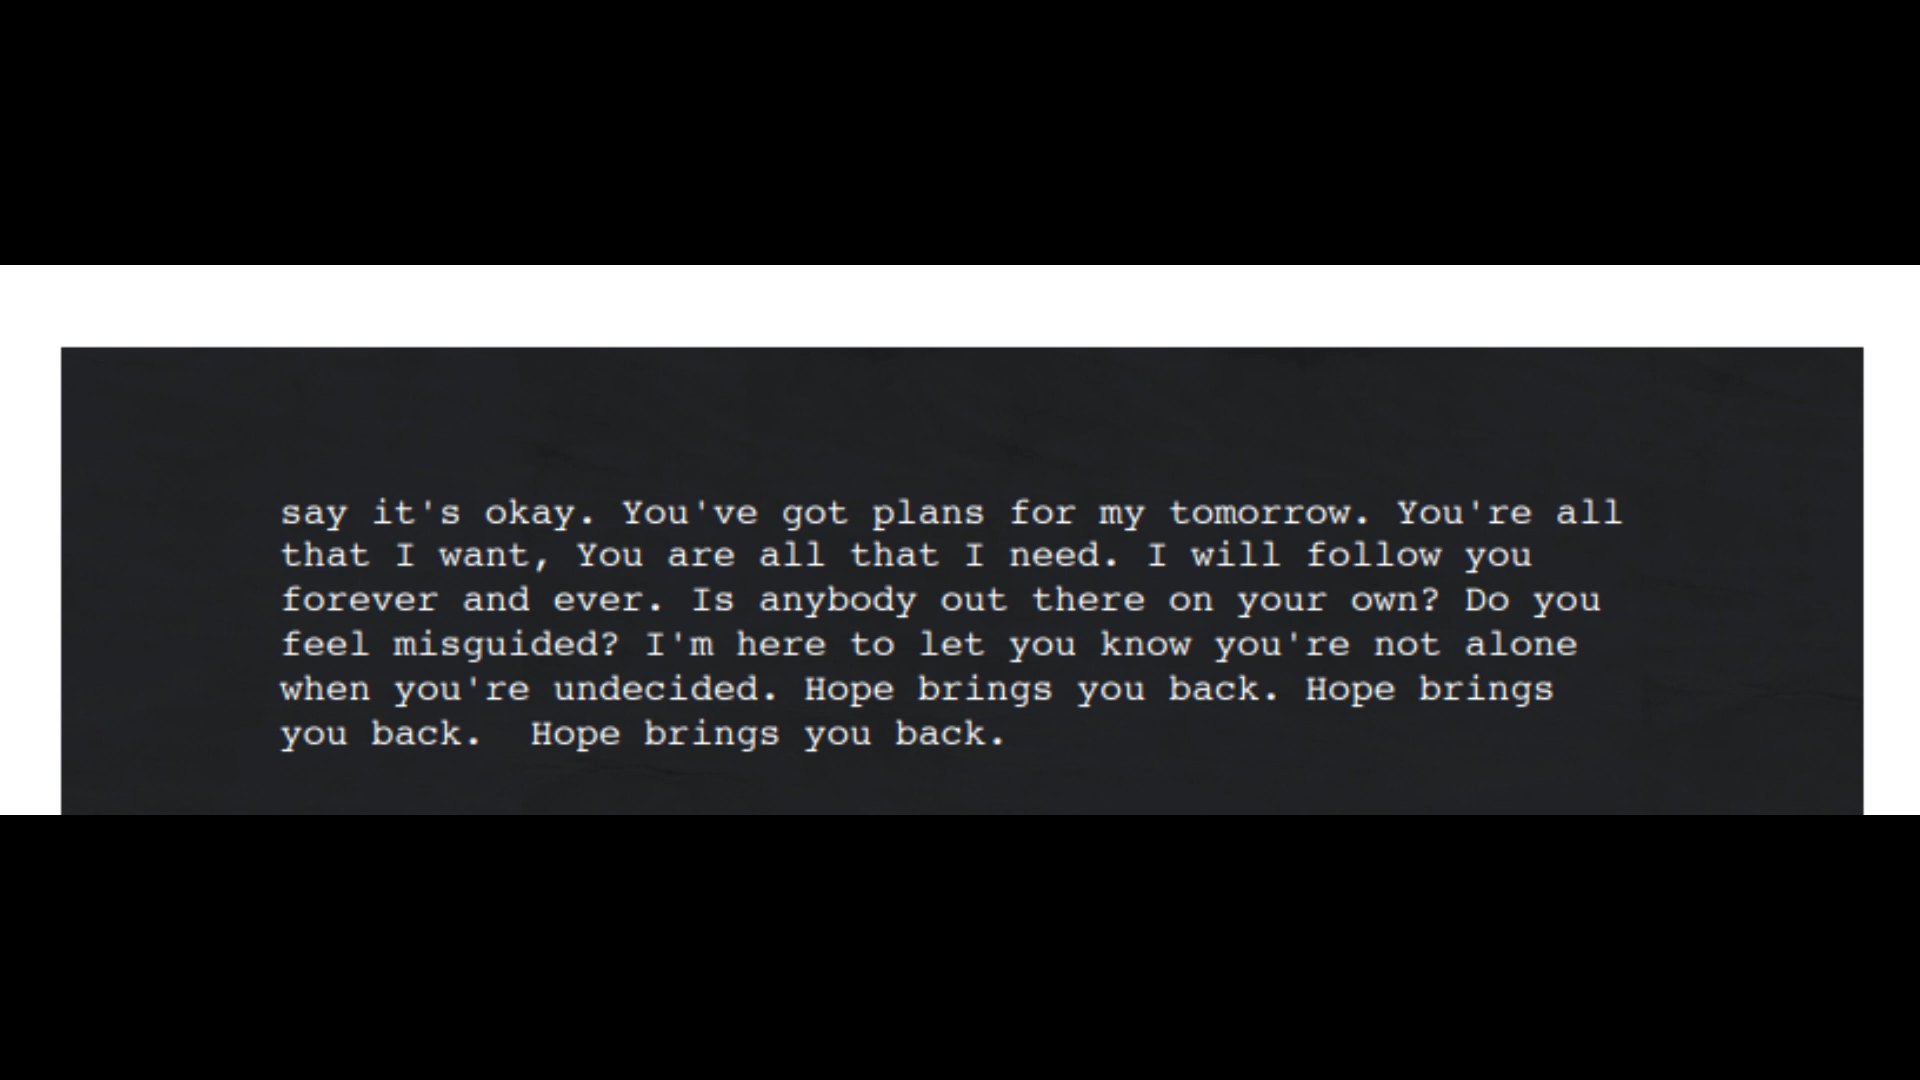 say it's okay. You've got plans for my tomorrow. You're all
that I want, You are all that I need. I will follow you
forever and ever. Is anybody out there on your own? Do you
feel misguided? I'm here to let you know you're not alone
when you're undecided. Hope brings you back. Hope brings
you back.  Hope brings you back.